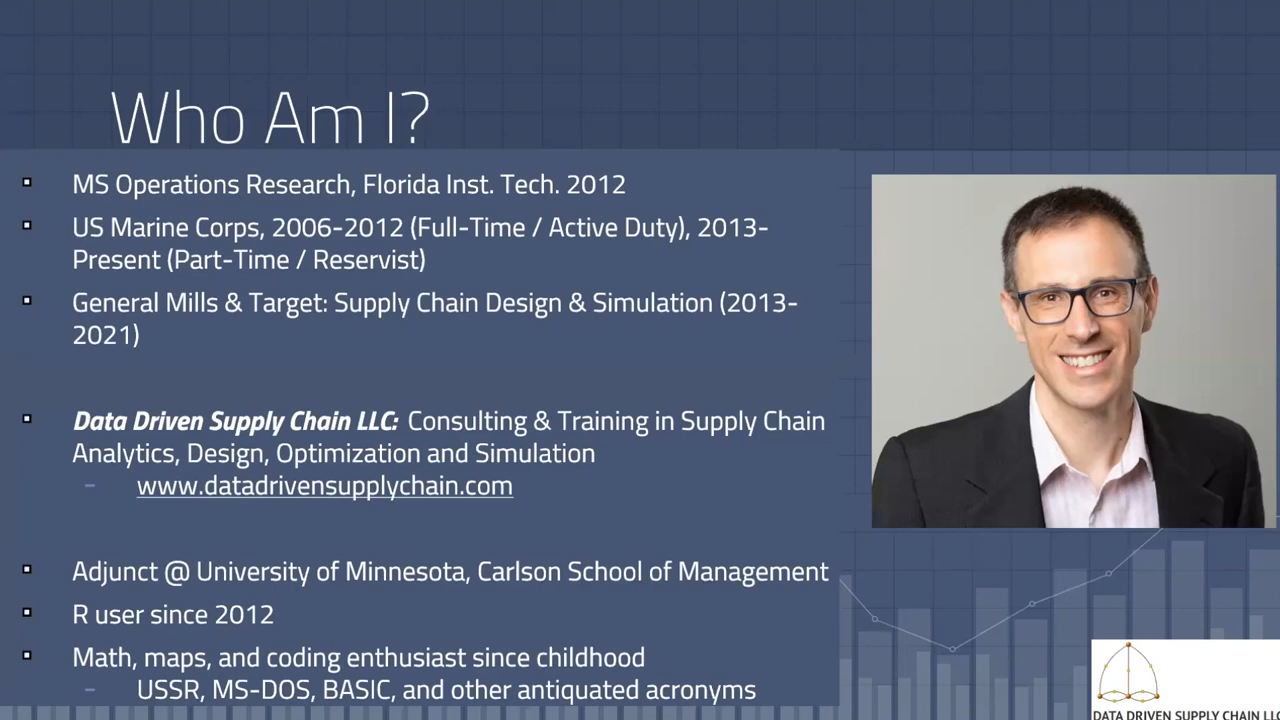 Who Am I?
MS Operations Research, Florida Inst. Tech. 2012
US Marine Corps, 2006-2012 (Full-Time / Active Duty), 2013-
Present (Part-Time / Reservist)
General Mills & Target: Supply Chain Design & Simulation (2013-
2021)
Data Driven Supply Chain LLC: Consulting & Training in Supply Chain
Analytics, Design, Optimization and Simulation
www.datadrivensupplychain.com
Adjunct @ University of Minnesota, Carlson School of Management
R user since 2012
Math, maps, and coding enthusiast since childhood
USSR, MS-DOS, BASIC, and other antiquated acronyms
DATA DRIVEN SUPPLY CHAIN LLC